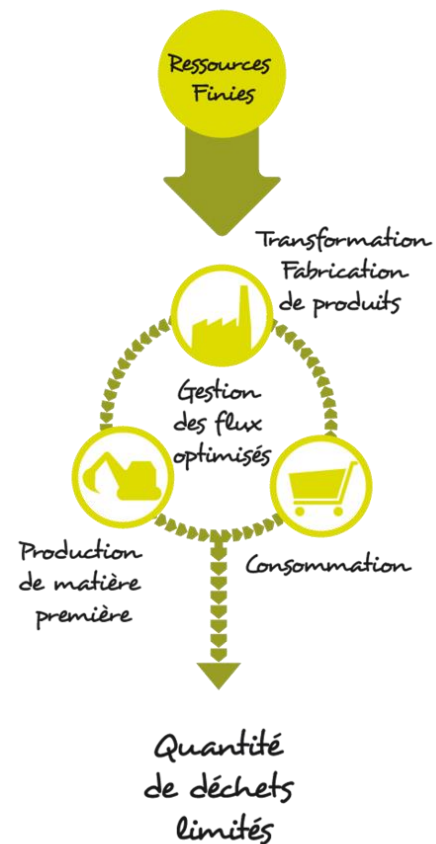 Ressources
Finies
Transformation
Fabrication
de produits
Gestion
des flux
optimisés
Production
de matière
première
Consommation
Quantité
de déchets
limités